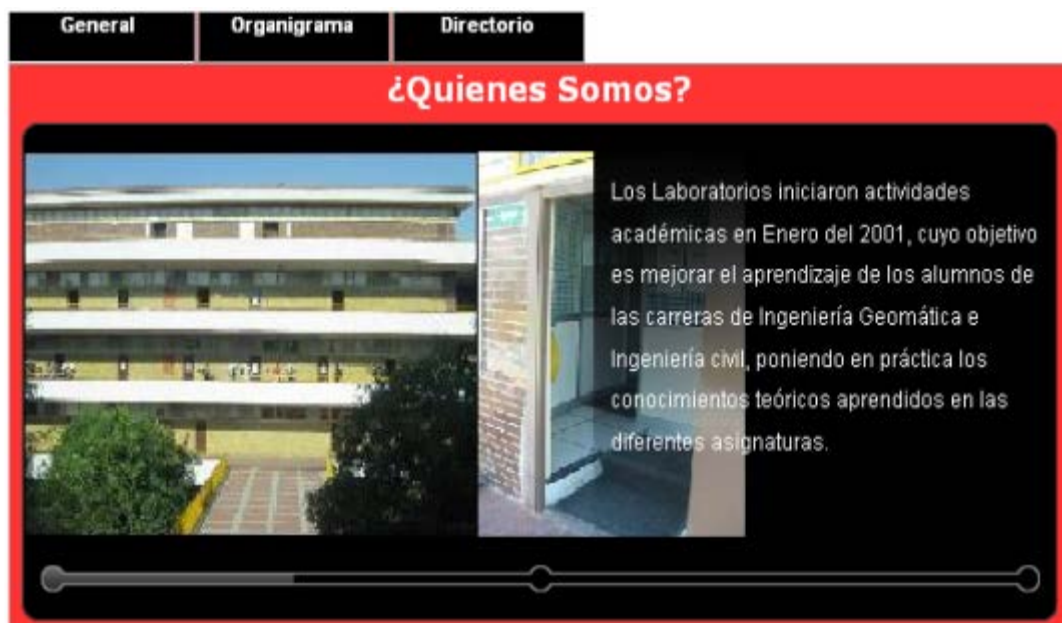 General Organigrama Directorio
¿Quienes Somos?
Los Laboratorios iniciaron actividades
académicas en Enero del 2001, cuyo objetivo
es mejorar el aprendizaje de los alumnos de
las carreras de Ingeniería Geomática e
Ingeniería civil, poniendo en práctica los
conocimientos teóricos aprendidos en las
diferentes asignaturas.